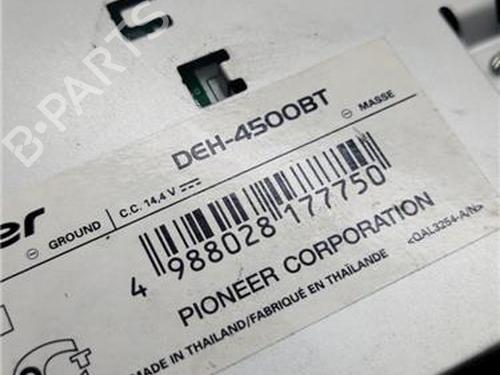 B-PARTS
DEH-4500BT
er
⊖ GROUND C.C. 14,4 V ⎓ ⊖ MASSE
4 988028 177750
PIONEER CORPORATION
<QAL3254-A/N>
MADE IN THAILAND/FABRIQUÉ EN THAÏLANDE